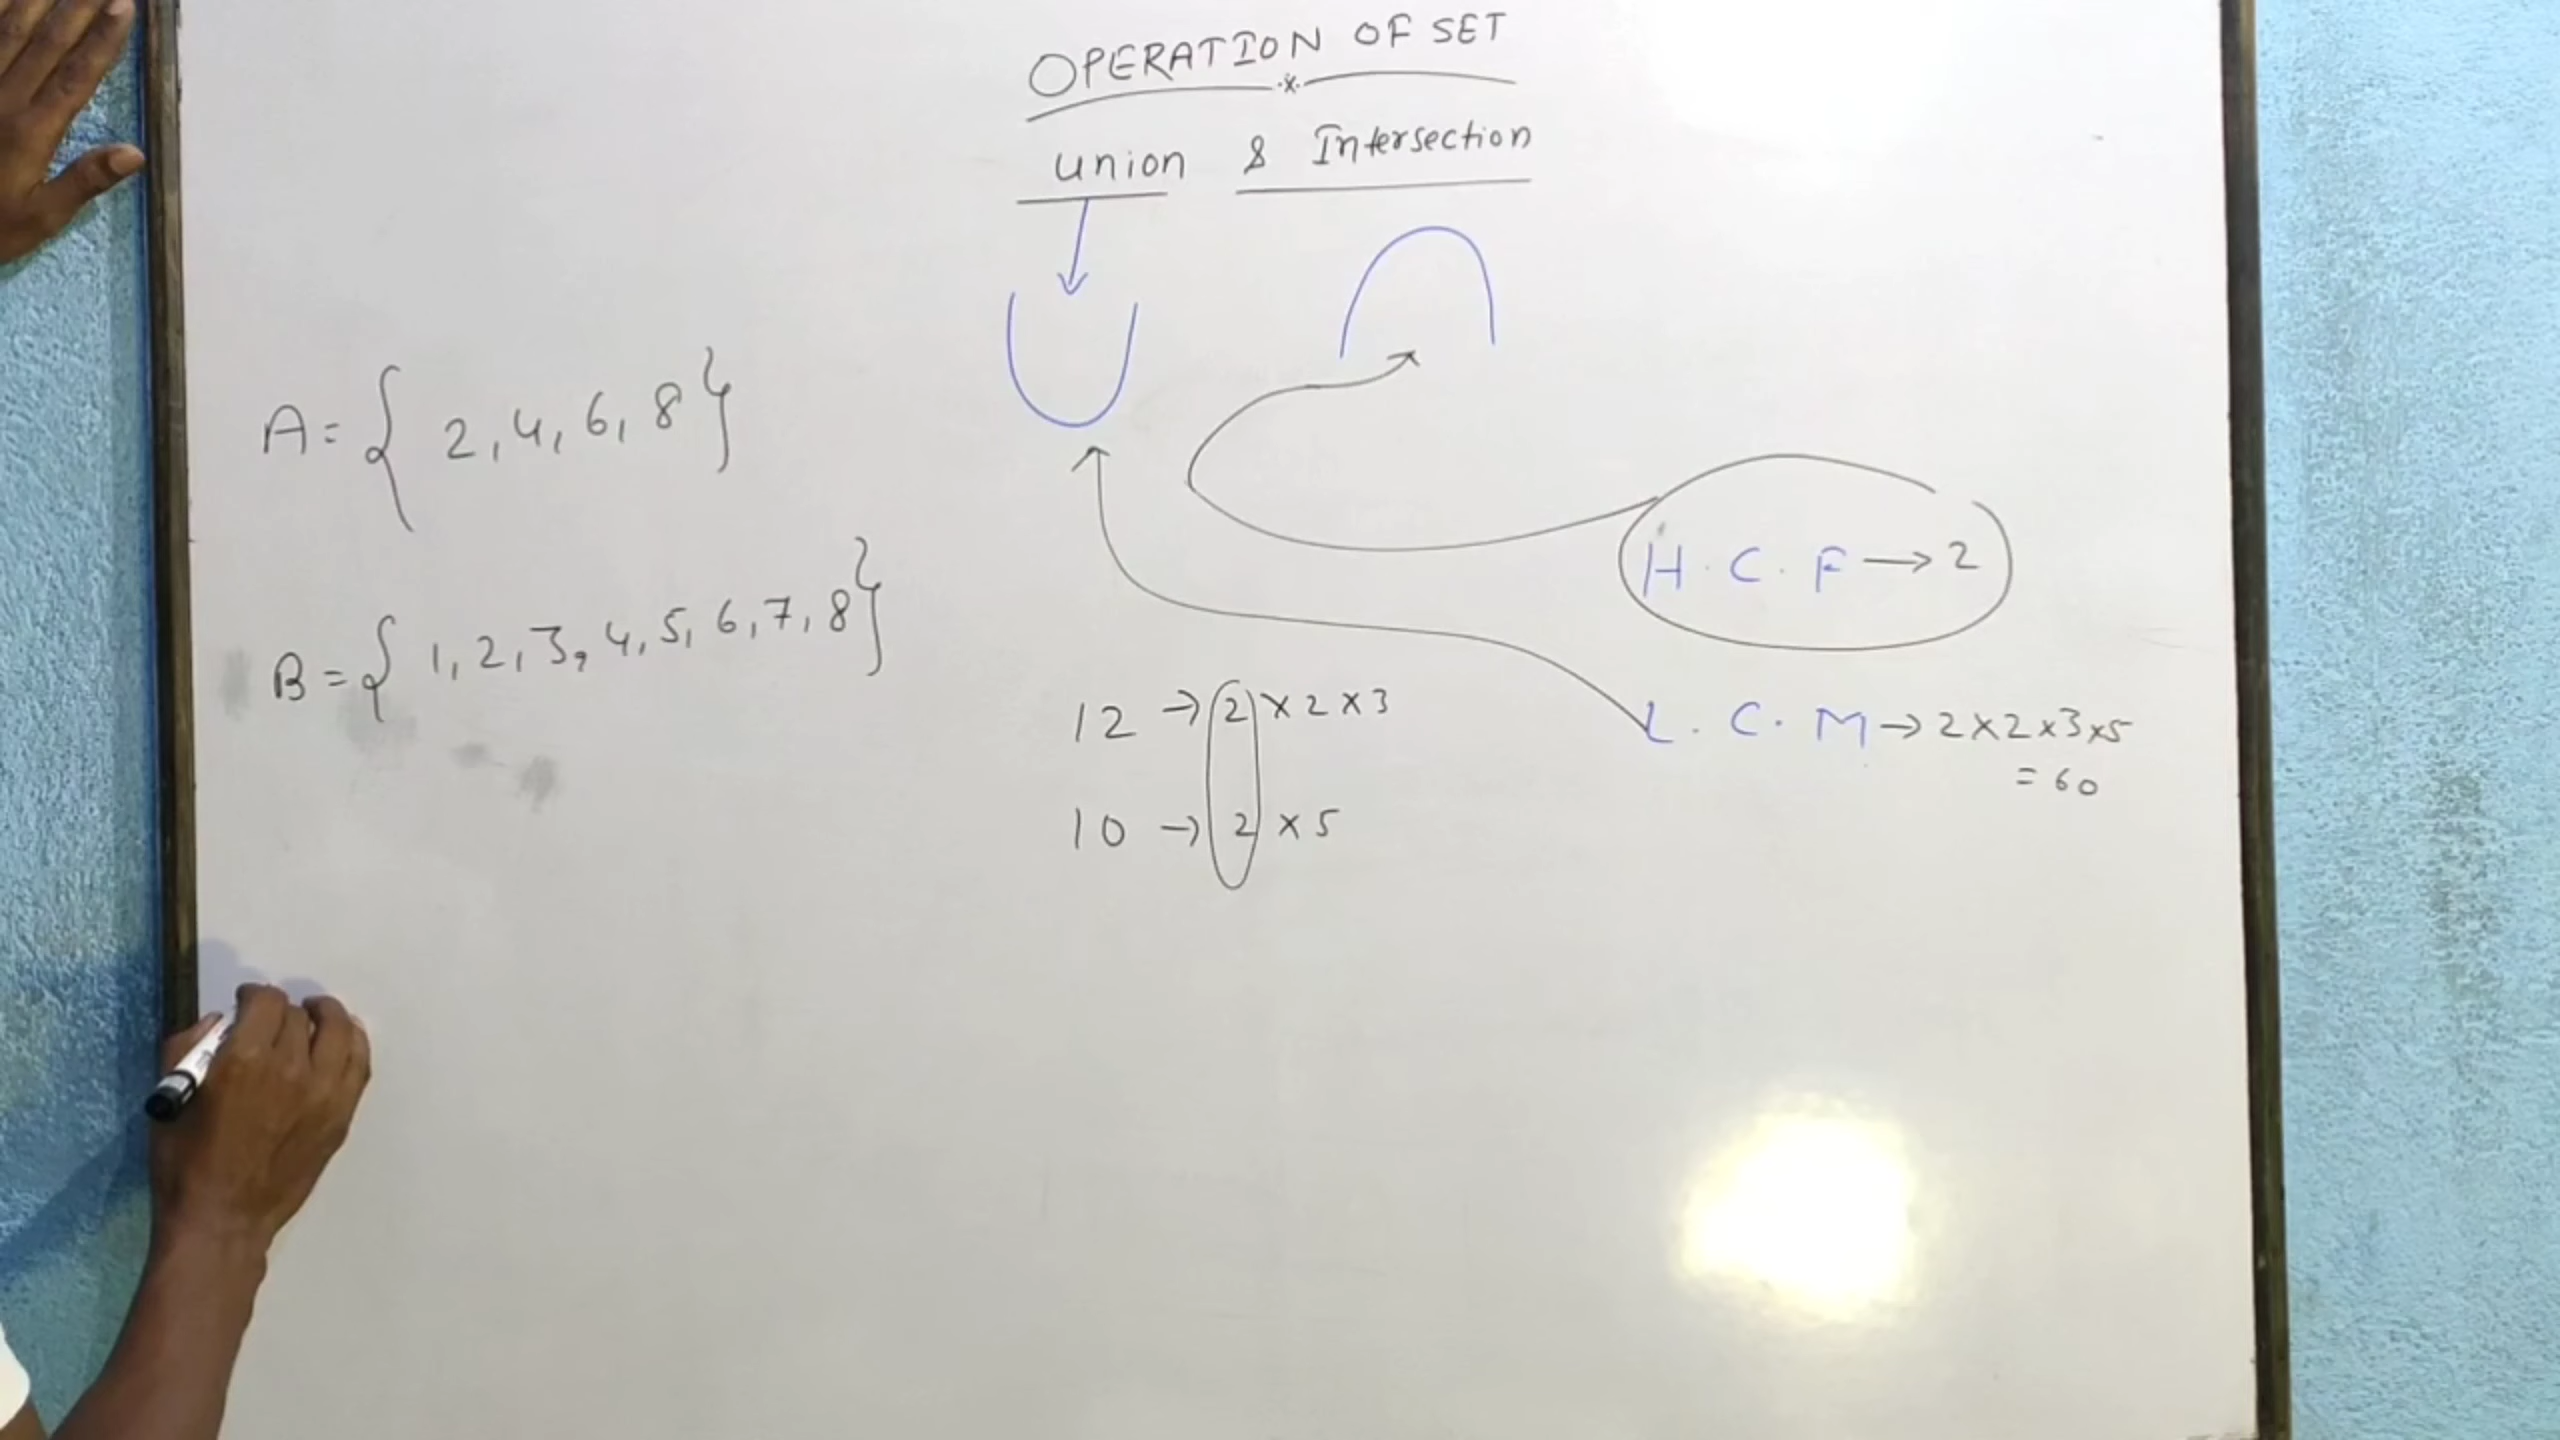 OPERATION OF SET
Union & Intersection
∪ ∩
A = { 2, 4, 6, 8 }
B = { 1, 2, 3, 4, 5, 6, 7, 8 }
H. C. F → 2
12 → 2 × 2 × 3
10 → 2 × 5
L. C. M → 2 × 2 × 3 × 5
= 60